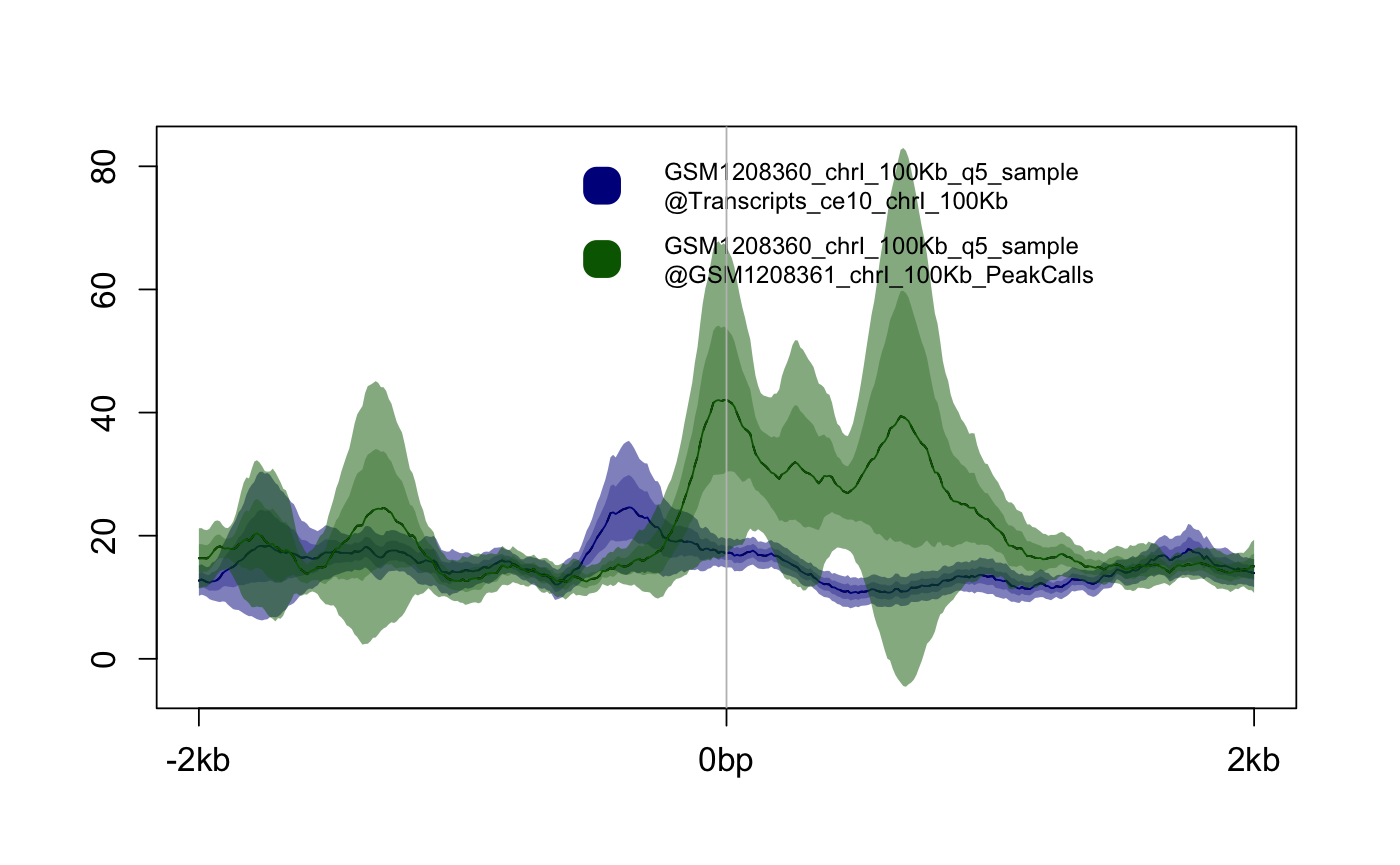 GSM1208360_chrI_100Kb_q5_sample
@Transcripts_ce10_chrI_100Kb
GSM1208360_chrI_100Kb_q5_sample
@GSM1208361_chrI_100Kb_PeakCalls
80
60
40
20
0
-2kb
0bp
2kb